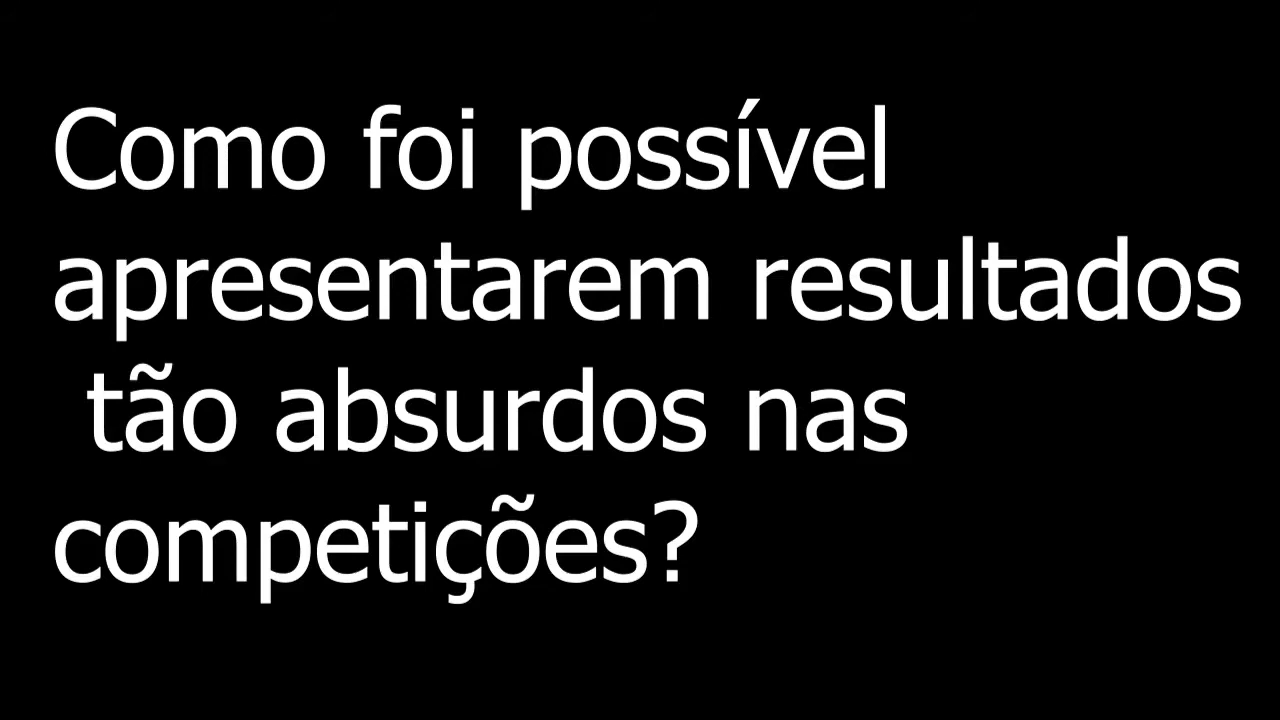 Como foi possível
apresentarem resultados
tão absurdos nas
competições?